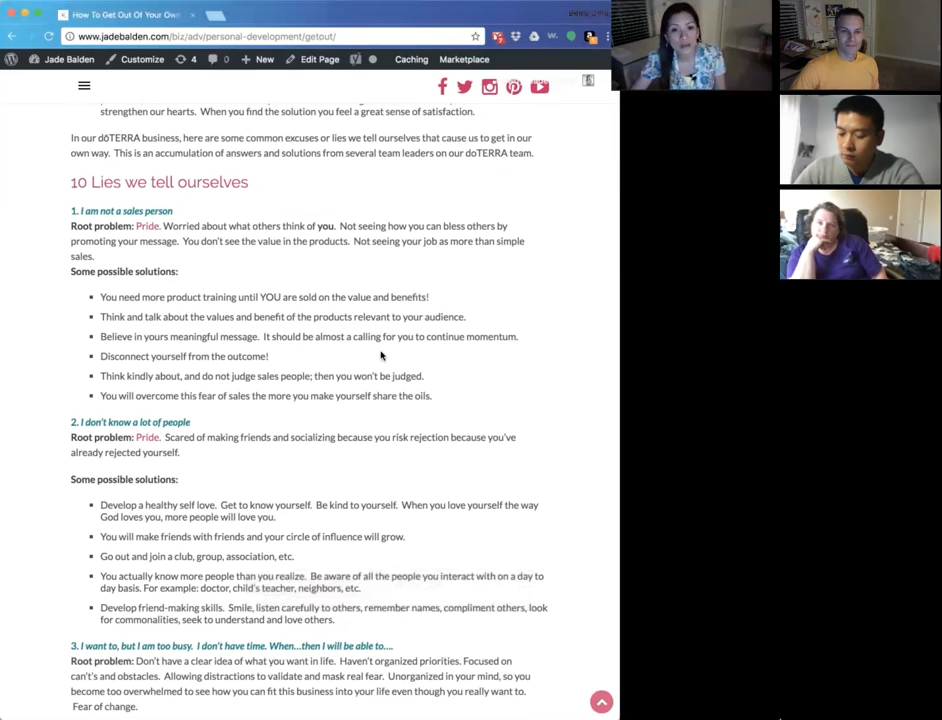 How To Get Out Of Your Own
www.jadebalden.com/biz/adv/personal-development/getout/
Jade Balden Customize 4 0 New Edit Page Caching Marketplace
strengthen our hearts. When you find the solution you feel a great sense of satisfaction.
In our dōTERRA business, here are some common excuses or lies we tell ourselves that cause us to get in our
own way. This is an accumulation of answers and solutions from several team leaders on our doTERRA team.
10 Lies we tell ourselves
1. I am not a sales person
Root problem: Pride. Worried about what others think of you. Not seeing how you can bless others by
promoting your message. You don't see the value in the products. Not seeing your job as more than simple
sales.
Some possible solutions:
You need more product training until YOU are sold on the value and benefits!
Think and talk about the values and benefit of the products relevant to your audience.
Believe in yours meaningful message. It should be almost a calling for you to continue momentum.
Disconnect yourself from the outcome!
Think kindly about, and do not judge sales people; then you won't be judged.
You will overcome this fear of sales the more you make yourself share the oils.
2. I don't know a lot of people
Root problem: Pride. Scared of making friends and socializing because you risk rejection because you've
already rejected yourself.
Some possible solutions:
Develop a healthy self love. Get to know yourself. Be kind to yourself. When you love yourself the way
God loves you, more people will love you.
You will make friends with friends and your circle of influence will grow.
Go out and join a club, group, association, etc.
You actually know more people than you realize. Be aware of all the people you interact with on a day to
day basis. For example: doctor, child's teacher, neighbors, etc.
Develop friend-making skills. Smile, listen carefully to others, remember names, compliment others, look
for commonalities, seek to understand and love others.
3. I want to, but I am too busy. I don't have time. When...then I will be able to....
Root problem: Don't have a clear idea of what you want in life. Haven't organized priorities. Focused on
can't's and obstacles. Allowing distractions to validate and mask real fear. Unorganized in your mind, so you
become too overwhelmed to see how you can fit this business into your life even though you really want to.
Fear of change.